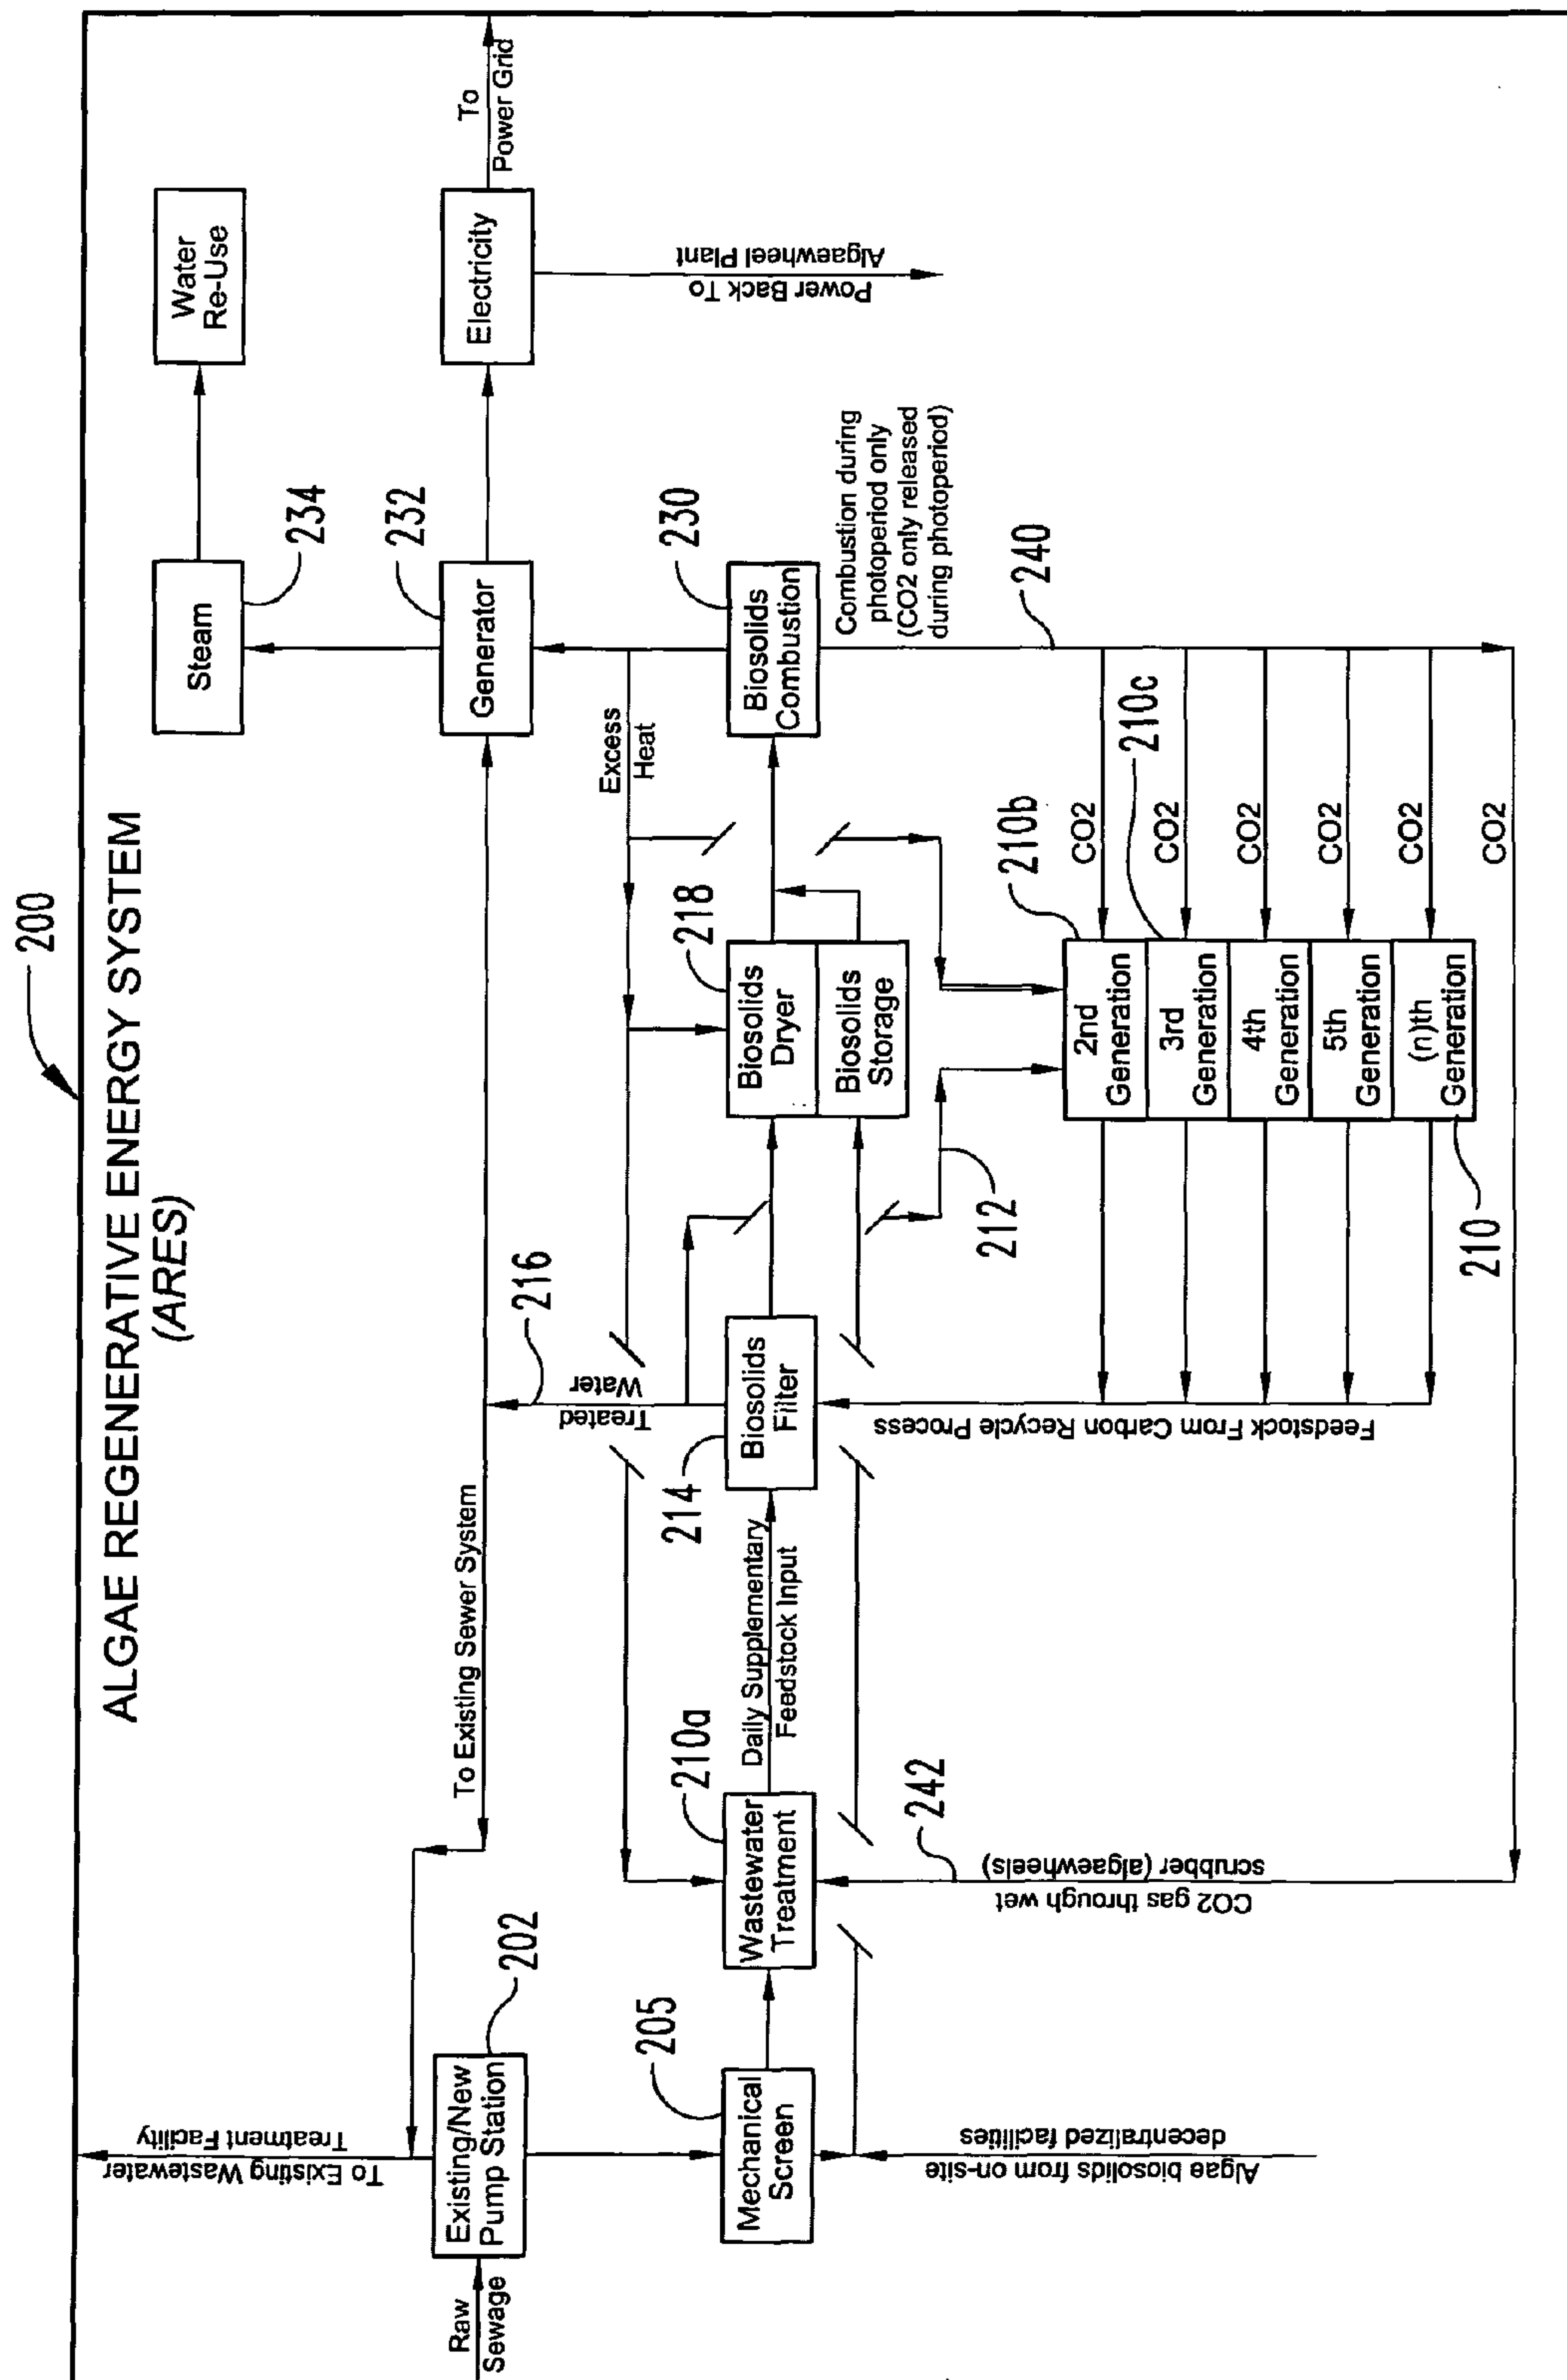 200
ALGAE REGENERATIVE ENERGY SYSTEM
(ARES)
Raw
Sewage
To Existing Wastewater
Treatment Facility
Existing/New
Pump Station
202
To Existing Sewer System
216
Treated
Water
Generator
232
Steam
234
Water
Re-Use
Electricity
To
Power Grid
Power Back To
Algaewheel Plant
Excess
Heat
Mechanical
Screen
205
Wastewater
Treatment
210a
Daily Supplementary
Feedstock Input
Biosolids
Filter
214
Biosolids
Dryer
218
Biosolids
Storage
Biosolids
Combustion
230
Combustion during
photoperiod only
(CO2 only released
during photoperiod)
240
Algae biosolids from on-site
decentralized facilities
CO2 gas through wet
scrubber (algaewheels)
242
Feedstock From Carbon Recycle Process
212
2nd
Generation
210b
3rd
Generation
210c
4th
Generation
5th
Generation
(n)th
Generation
210
CO2
CO2
CO2
CO2
CO2
CO2